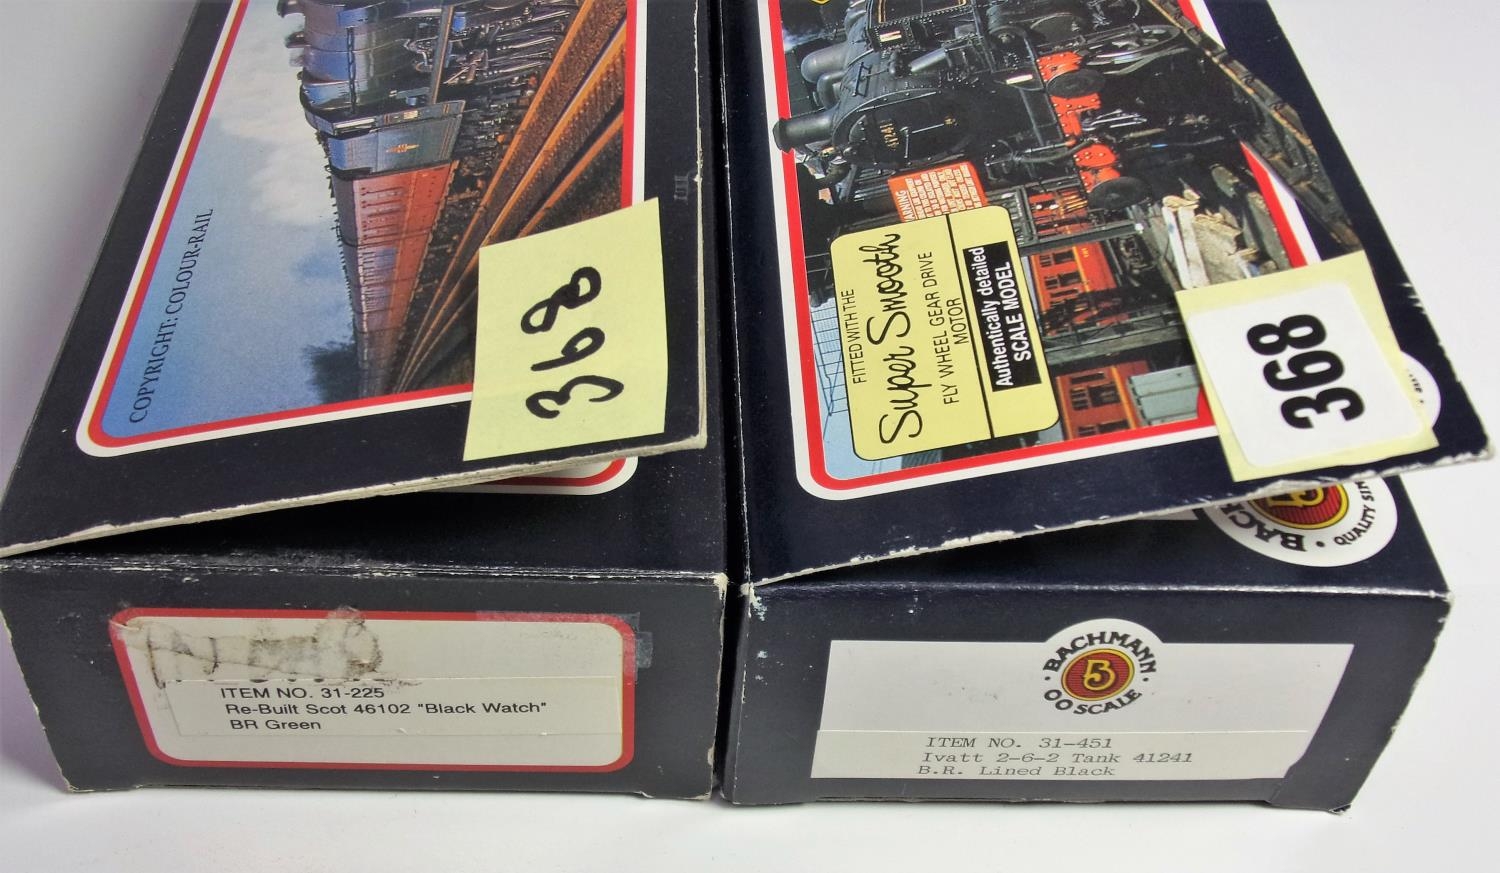 COPYRIGHT: COLOUR-RAIL
368
ITEM NO. 31-225
Re-Built Scot 46102 "Black Watch"
BR Green
41241
WARNING
FITTED WITH THE
Super Smooth
FLY WHEEL GEAR DRIVE
MOTOR
Authentically detailed
SCALE MODEL
368
BACHMANN
OO SCALE
ITEM NO. 31-451
Ivatt 2-6-2 Tank 41241
B.R. Lined Black